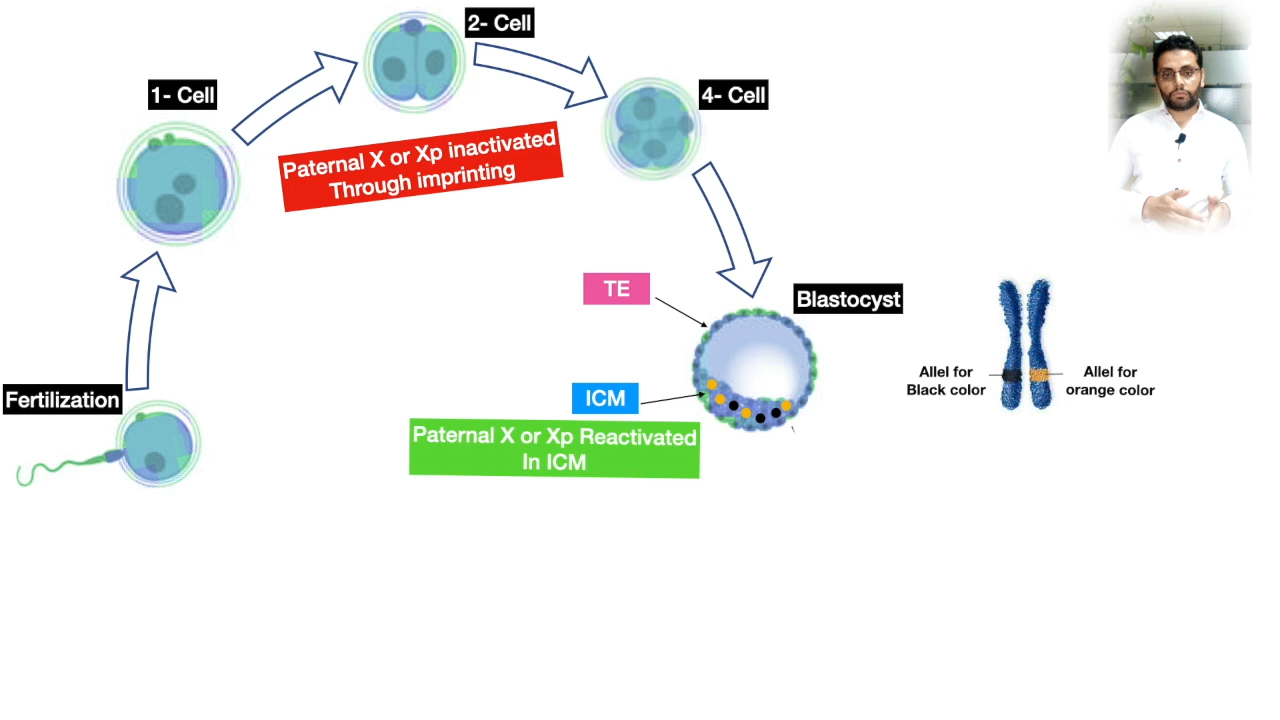 2- Cell
1- Cell
4- Cell
Paternal X or Xp inactivated
Through imprinting
TE
Blastocyst
Fertilization
ICM
Allel for
Black color
Allel for
orange color
Paternal X or Xp Reactivated
In ICM